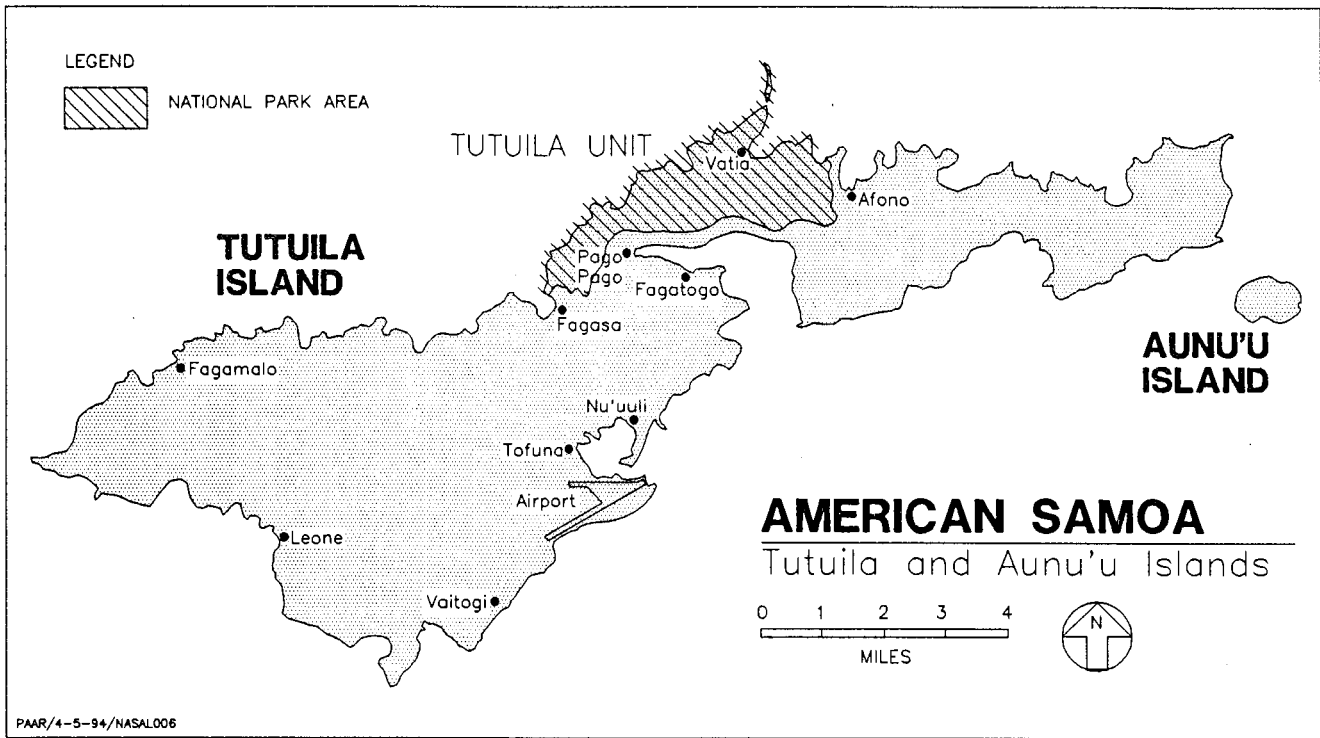 LEGEND
NATIONAL PARK AREA
TUTUILA UNIT
Vatia
Afono
TUTUILA
ISLAND
Pago
Pago
Fagatogo
Fagasa
AUNU'U
ISLAND
Fagamalo
Nu'uuli
Tofuna
Airport
Leone
Vaitogi
AMERICAN SAMOA
Tutuila and Aunu'u Islands
0 1 2 3 4
MILES
N
PAAR/4-5-94/NASAL006